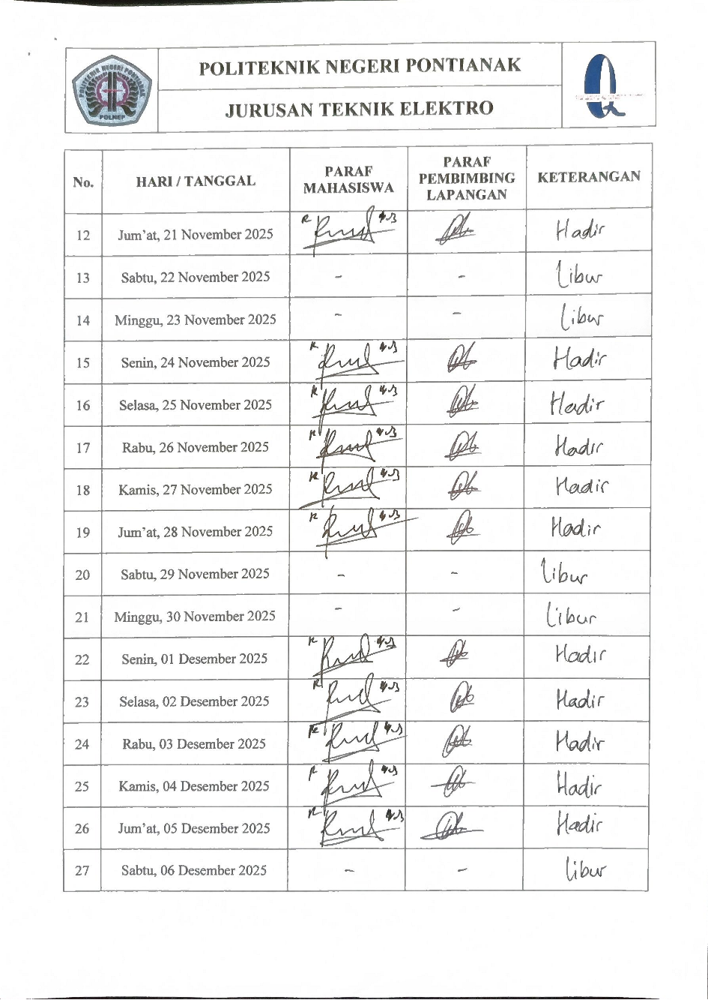 POLITEKNIK NEGERI PONTIANAK
POLNEP
POLITEKNIK NEGERI PONTIANAK
JURUSAN TEKNIK ELEKTRO
No. HARI / TANGGAL PARAF MAHASISWA PARAF PEMBIMBING LAPANGAN KETERANGAN
12 Jum'at, 21 November 2025 Hadir
13 Sabtu, 22 November 2025 - - Libur
14 Minggu, 23 November 2025 - - Libur
15 Senin, 24 November 2025 Hadir
16 Selasa, 25 November 2025 Hadir
17 Rabu, 26 November 2025 Hadir
18 Kamis, 27 November 2025 Hadir
19 Jum'at, 28 November 2025 Hadir
20 Sabtu, 29 November 2025 - - Libur
21 Minggu, 30 November 2025 - - Libur
22 Senin, 01 Desember 2025 Hadir
23 Selasa, 02 Desember 2025 Hadir
24 Rabu, 03 Desember 2025 Hadir
25 Kamis, 04 Desember 2025 Hadir
26 Jum'at, 05 Desember 2025 Hadir
27 Sabtu, 06 Desember 2025 - - Libur